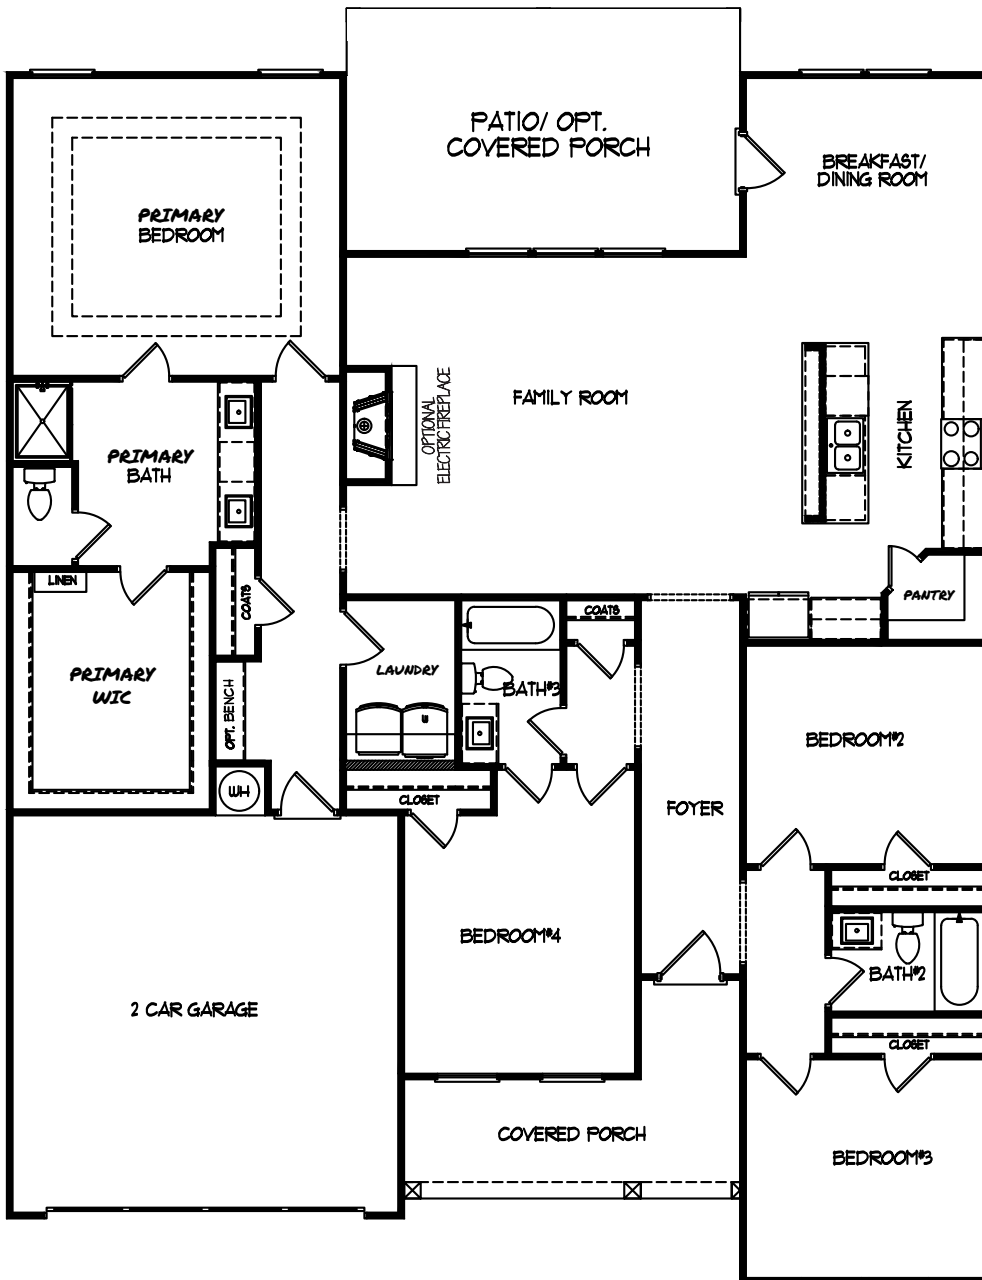 PATIO/ OPT.
COVERED PORCH
BREAKFAST/
DINING ROOM
PRIMARY
BEDROOM
FAMILY ROOM
OPTIONAL
ELECTRIC FIREPLACE
KITCHEN
PRIMARY
BATH
LINEN
COATS
COATS
PANTRY
PRIMARY
WIC
LAUNDRY
BATH#3
OPT. BENCH
BEDROOM#2
WH
CLOSET
FOYER
CLOSET
BEDROOM#4
BATH#2
2 CAR GARAGE
CLOSET
COVERED PORCH
BEDROOM#3